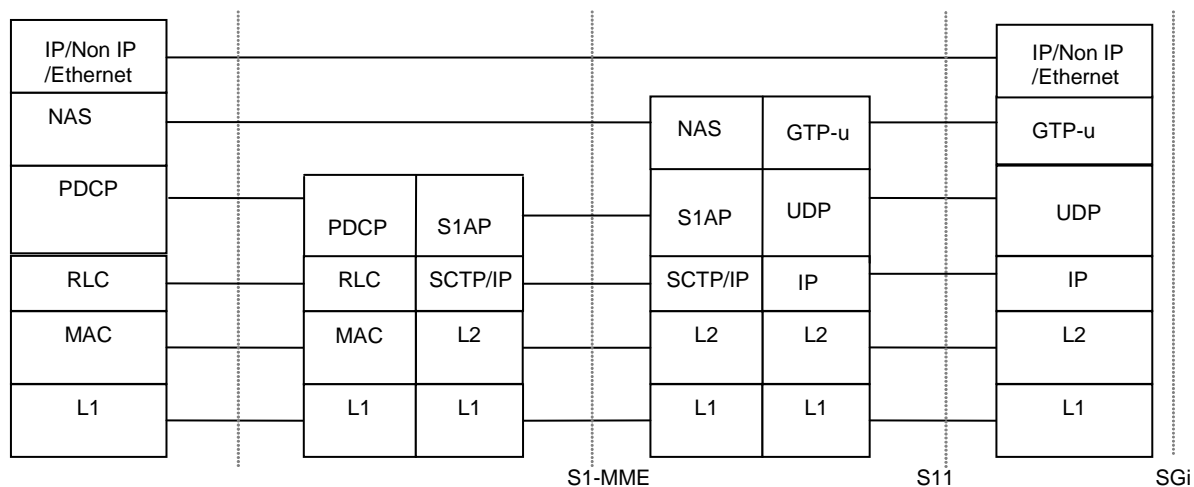 IP/Non IP
/Ethernet
NAS
PDCP
RLC
MAC
L1
PDCP
S1AP
RLC
SCTP/IP
MAC
L2
L1
L1
NAS
GTP-u
S1AP
UDP
SCTP/IP
IP
L2
L2
L1
L1
IP/Non IP
/Ethernet
GTP-u
UDP
IP
L2
L1
S1-MME
S11
SGi